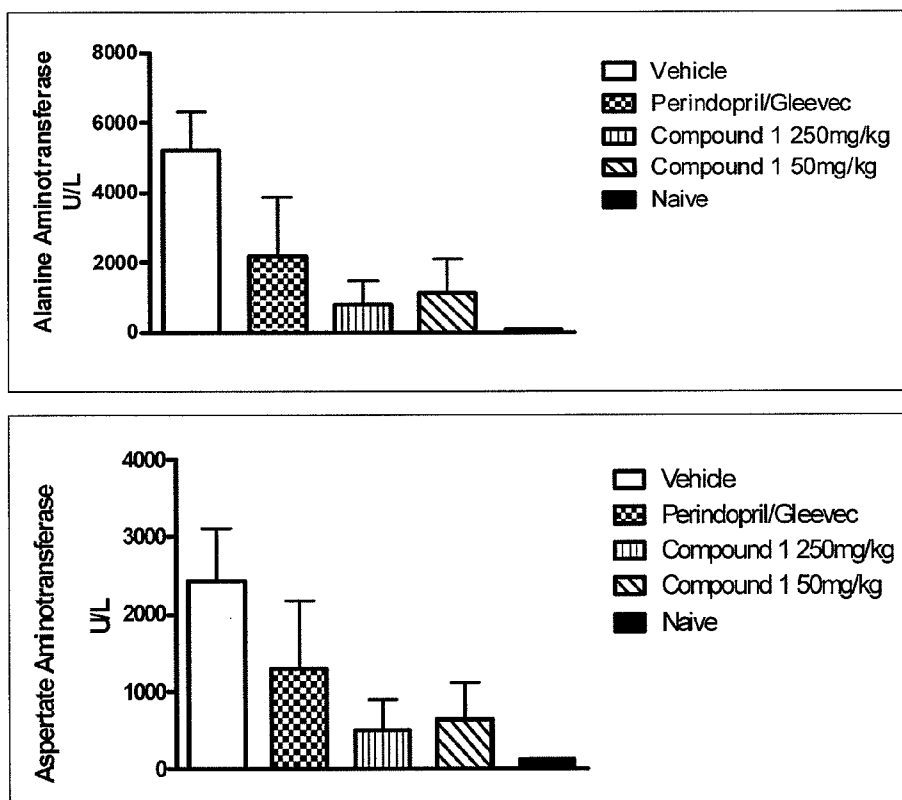 8000
6000
4000
2000
0
Alanine Aminotransferase
U/L
Vehicle
Perindopril/Gleevec
Compound 1 250mg/kg
Compound 1 50mg/kg
Naive
4000
3000
2000
1000
0
Aspertate Aminotransferase
U/L
Vehicle
Perindopril/Gleevec
Compound 1 250mg/kg
Compound 1 50mg/kg
Naive